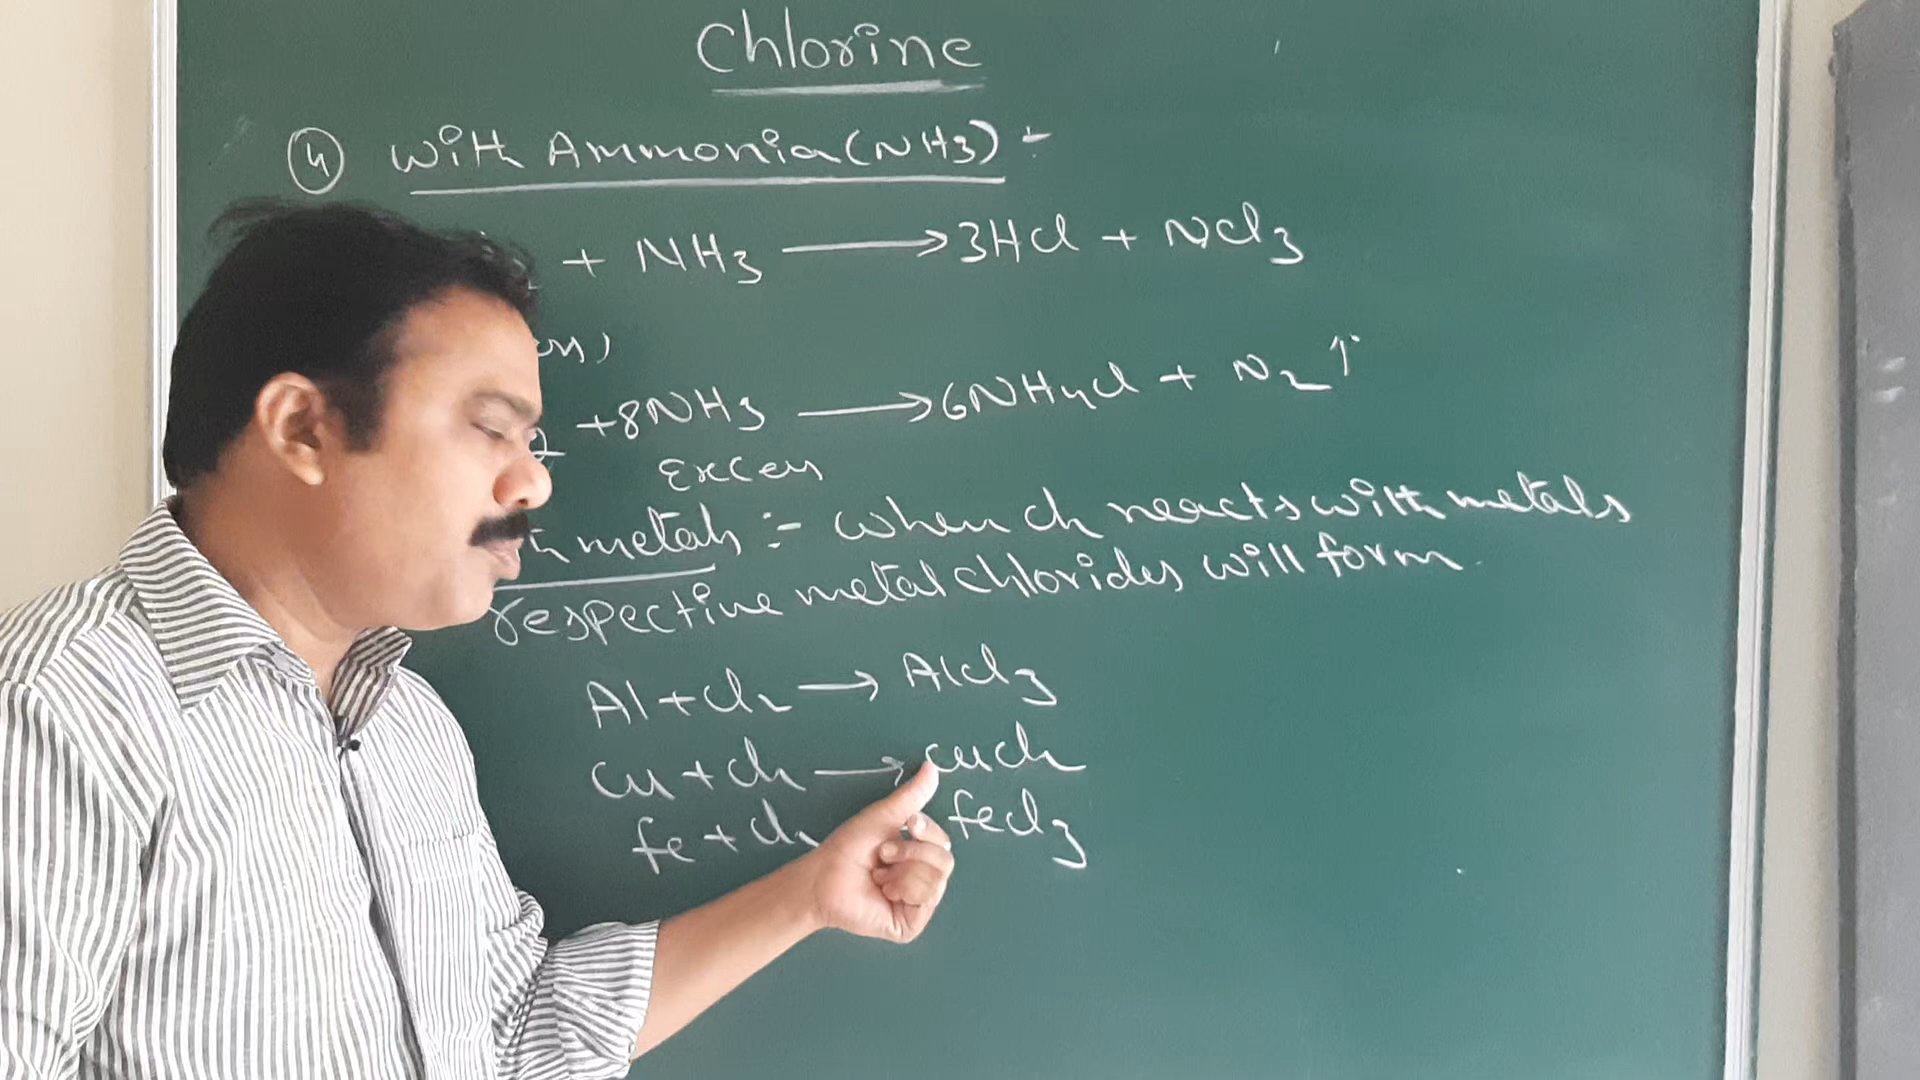 Chlorine
④ With Ammonia (NH3) :-
+ NH3 ⟶ 3HCl + NCl3
+ 8NH3 ⟶ 6NH4Cl + N2 ↑
Excess
metals :- When Cl2 reacts with metals
respective metal chlorides will form.
Al + Cl2 → AlCl3
Cu + Cl2 → CuCl2
Fe + Cl2 FeCl3